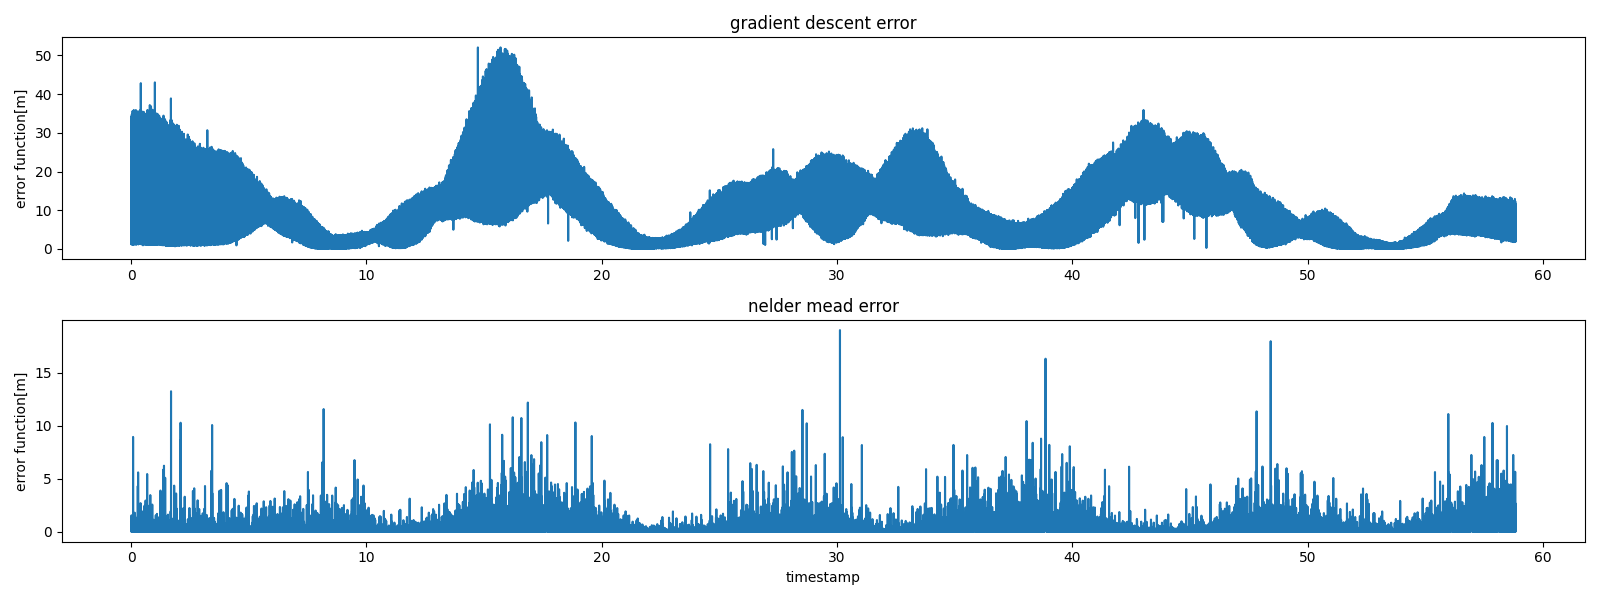 gradient descent error
error function[m]
50
40
30
20
10
0
0 10 20 30 40 50 60
nelder mead error
error function[m]
15
10
5
0
0 10 20 30 40 50 60
timestamp